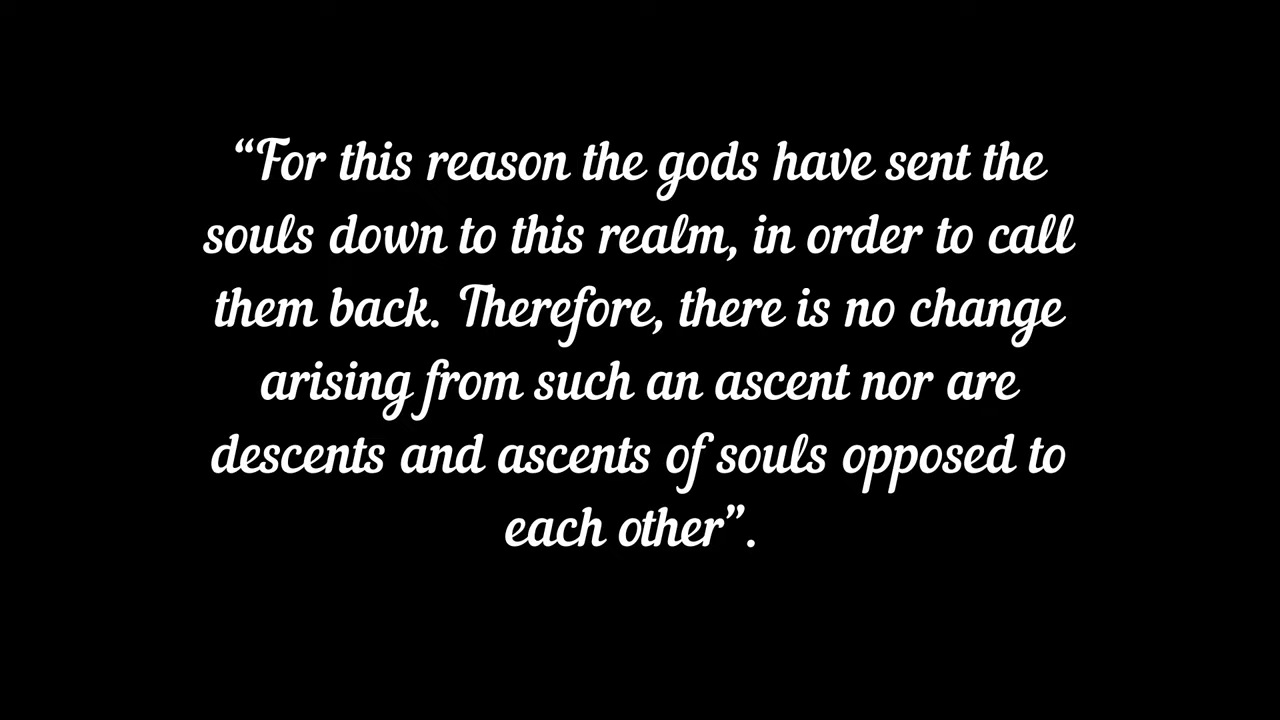 “For this reason the gods have sent the
souls down to this realm, in order to call
them back. Therefore, there is no change
arising from such an ascent nor are
descents and ascents of souls opposed to
each other”.